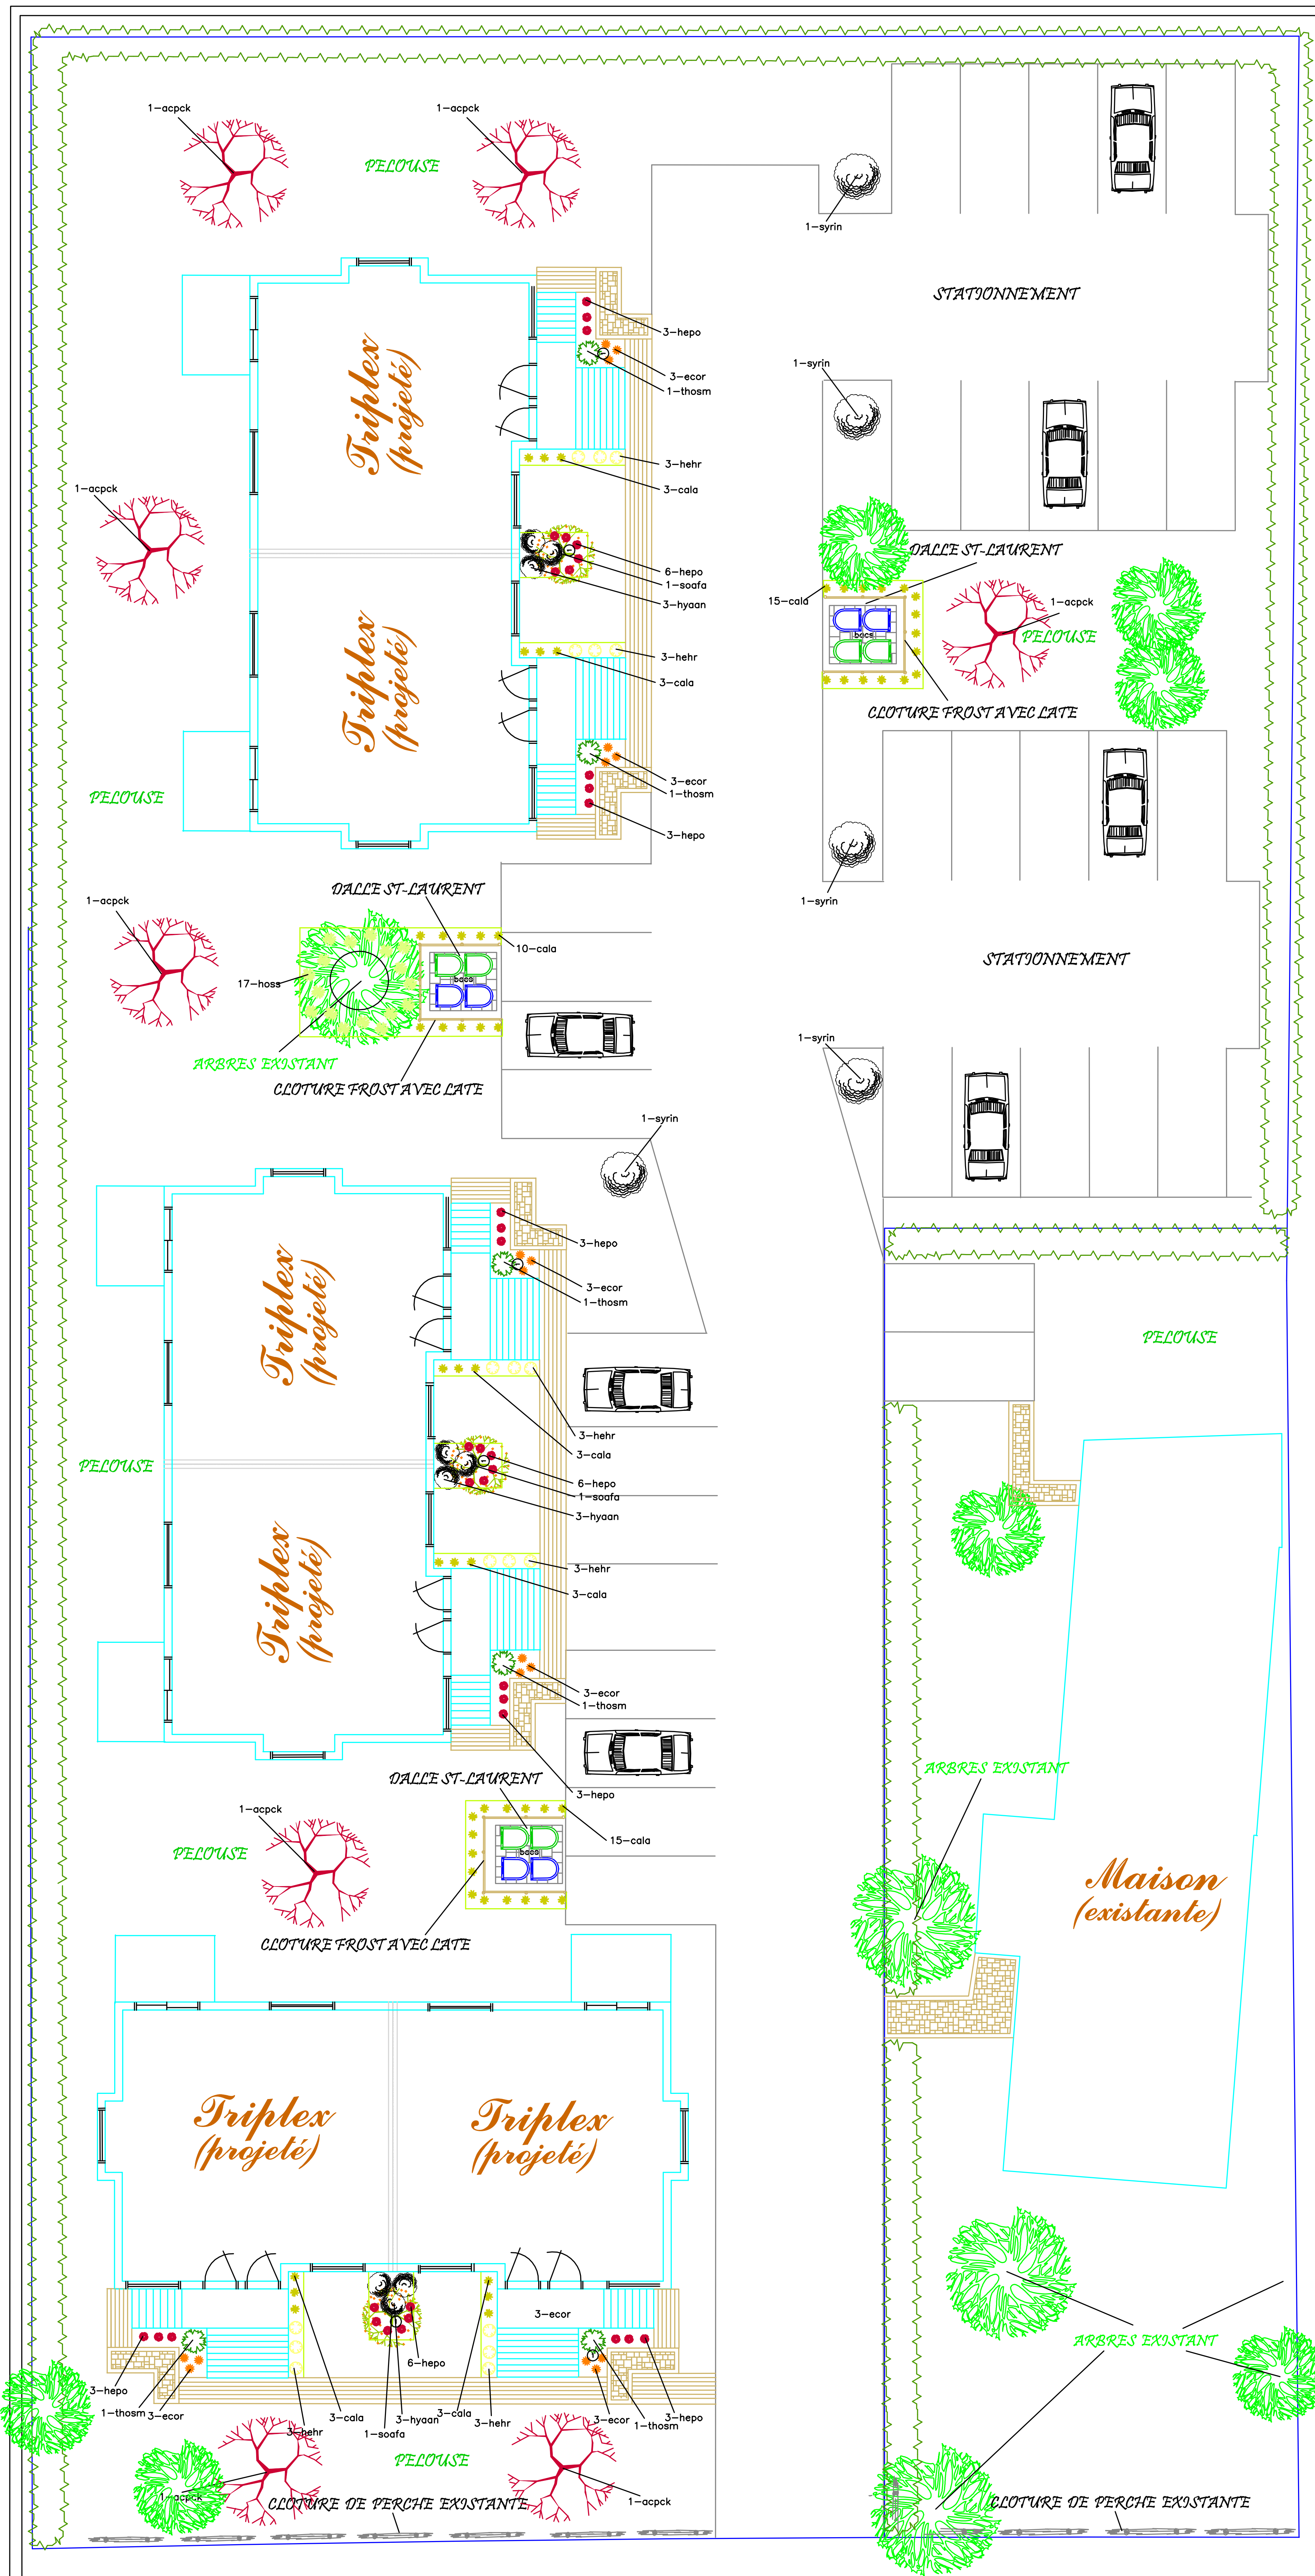 1-acpck
1-acpck
PELOUSE
1-syrin
STATIONNEMENT
3-hepo
Triplex
(projeté)
1-syrin
3-ecor
1-thosm
3-hehr
3-cala
DALLE ST-LAURENT
1-acpck
6-hepo
1-soafa
3-hyaan
15-cala
1-acpck
bacs
PELOUSE
Triplex
(projeté)
3-hehr
3-cala
CLOTURE FROST AVEC LATE
3-ecor
1-thosm
PELOUSE
3-hepo
DALLE ST-LAURENT
1-acpck
1-syrin
10-cala
STATIONNEMENT
17-hoss
bacs
ARBRES EXISTANT
CLOTURE FROST AVEC LATE
1-syrin
1-syrin
3-hepo
Triplex
(projeté)
3-ecor
1-thosm
PELOUSE
3-hehr
3-cala
PELOUSE
6-hepo
1-soafa
3-hyaan
Triplex
(projeté)
3-hehr
3-cala
3-ecor
1-thosm
ARBRES EXISTANT
DALLE ST-LAURENT
3-hepo
1-acpck
15-cala
PELOUSE
bacs
Maison
(existante)
CLOTURE FROST AVEC LATE
Triplex
(projeté)
Triplex
(projeté)
3-ecor
ARBRES EXISTANT
6-hepo
3-hepo
1-thosm
3-ecor
3-hehr
3-cala
1-soafa
3-hyaan
3-cala
3-hehr
3-ecor
1-thosm
3-hepo
PELOUSE
1-acpck
1-acpck
CLOTURE DE PERCHE EXISTANTE
CLOTURE DE PERCHE EXISTANTE